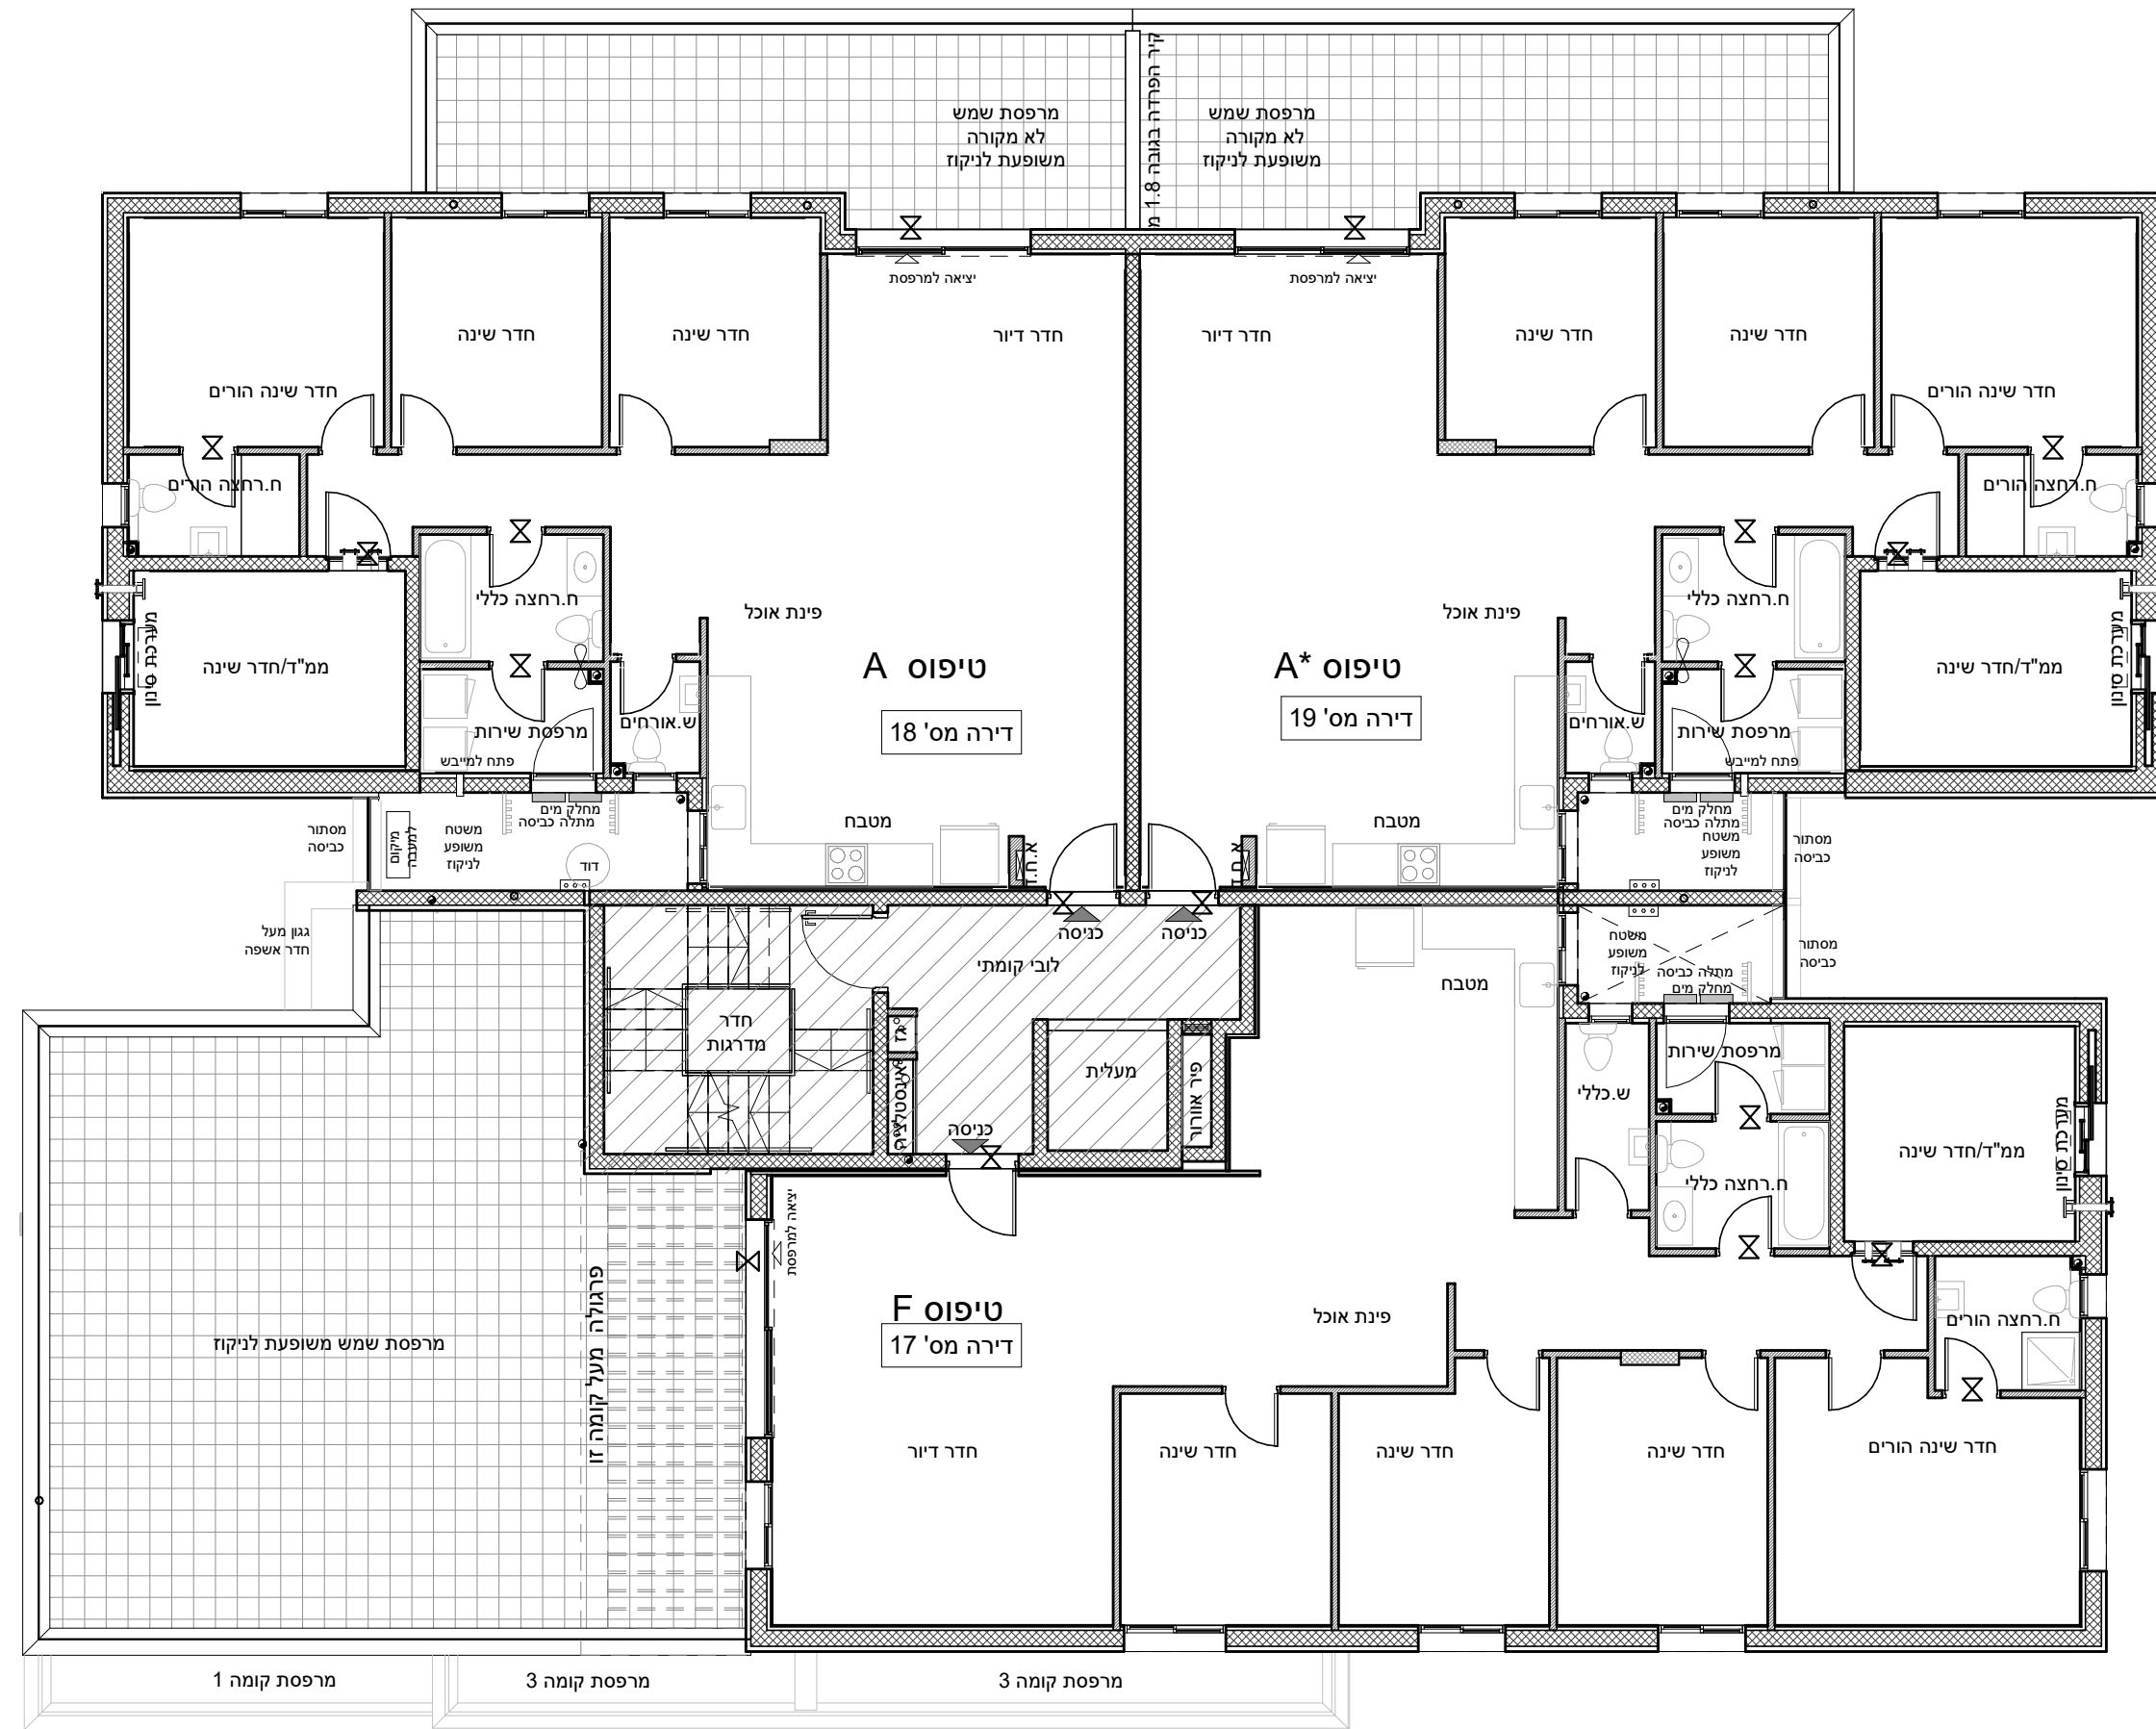 מרפסת שמש
לא מקורה
משופעת לניקוז
קיר הפרדה בגובה 1.8 מ
מרפסת שמש
לא מקורה
משופעת לניקוז
יציאה למרפסת
יציאה למרפסת
חדר שינה הורים
חדר שינה
חדר שינה
חדר דיור
חדר דיור
חדר שינה
חדר שינה
חדר שינה הורים
ח.רחצה הורים
ח.רחצה הורים
ח.רחצה כללי
ח.רחצה כללי
פינת אוכל
פינת אוכל
מערכת סינון
ממ"ד/חדר שינה
טיפוס A
דירה מס' 18
טיפוס A*
דירה מס' 19
ממ"ד/חדר שינה
מערכת סינון
מרפסת שירות
ש.אורחים
פתח למייבש
ש.אורחים
מרפסת שירות
פתח למייבש
מחלק מים
מתלה כביסה
מסתור
כביסה
מיקום
למעבה
משטח
משופע
לניקוז
דוד
מטבח
א.ח.ד
מטבח
א.ח.ד
מחלק מים
מתלה כביסה
משטח
משופע
לניקוז
מסתור
כביסה
גגון מעל
חדר אשפה
כניסה
כניסה
לובי קומתי
משטח
משופע
לניקוז
מתלה כביסה
מחלק מים
מסתור
כביסה
מטבח
חדר
מדרגות
גז
אינסטלציה
מעלית
פיר אוורור
כניסה
מרפסת שירות
ש.כללי
ח.רחצה כללי
ממ"ד/חדר שינה
מערכת סינון
יציאה למרפסת
טיפוס F
דירה מס' 17
פינת אוכל
ח.רחצה הורים
מרפסת שמש משופעת לניקוז
פרגולה מעל קומה זו
חדר דיור
חדר שינה
חדר שינה
חדר שינה
חדר שינה הורים
מרפסת קומה 1
מרפסת קומה 3
מרפסת קומה 3